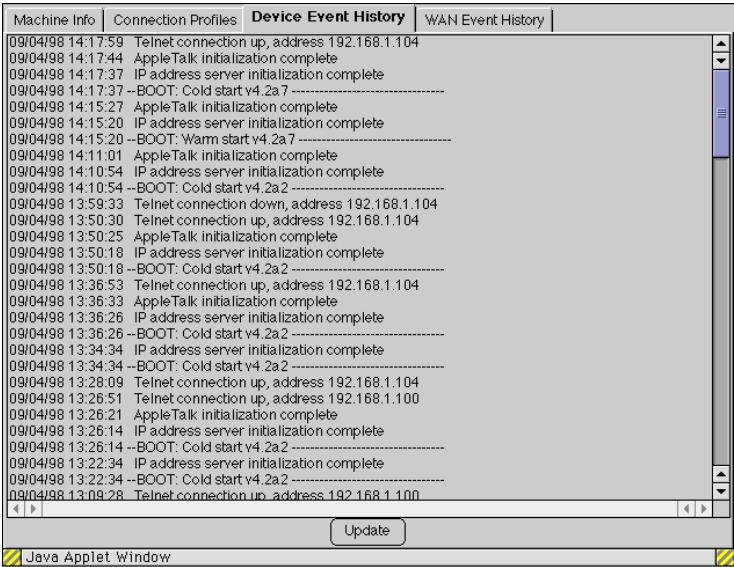 Machine Info Connection Profiles Device Event History WAN Event History
09/04/98 14:17:59 Telnet connection up, address 192.168.1.104
09/04/98 14:17:44 AppleTalk initialization complete
09/04/98 14:17:37 IP address server initialization complete
09/04/98 14:17:37 --BOOT: Cold start v4.2a7 ----------------------------------
09/04/98 14:15:27 AppleTalk initialization complete
09/04/98 14:15:20 IP address server initialization complete
09/04/98 14:15:20 --BOOT: Warm start v4.2a7 ----------------------------------
09/04/98 14:11:01 AppleTalk initialization complete
09/04/98 14:10:54 IP address server initialization complete
09/04/98 14:10:54 --BOOT: Cold start v4.2a2 ----------------------------------
09/04/98 13:59:33 Telnet connection down, address 192.168.1.104
09/04/98 13:50:30 Telnet connection up, address 192.168.1.104
09/04/98 13:50:25 AppleTalk initialization complete
09/04/98 13:50:18 IP address server initialization complete
09/04/98 13:50:18 --BOOT: Cold start v4.2a2 ----------------------------------
09/04/98 13:36:53 Telnet connection up, address 192.168.1.104
09/04/98 13:36:33 AppleTalk initialization complete
09/04/98 13:36:26 IP address server initialization complete
09/04/98 13:36:26 --BOOT: Cold start v4.2a2 ----------------------------------
09/04/98 13:34:34 IP address server initialization complete
09/04/98 13:34:34 --BOOT: Cold start v4.2a2 ----------------------------------
09/04/98 13:28:09 Telnet connection up, address 192.168.1.104
09/04/98 13:26:51 Telnet connection up, address 192.168.1.100
09/04/98 13:26:21 AppleTalk initialization complete
09/04/98 13:26:14 IP address server initialization complete
09/04/98 13:26:14 --BOOT: Cold start v4.2a2 ----------------------------------
09/04/98 13:22:34 IP address server initialization complete
09/04/98 13:22:34 --BOOT: Cold start v4.2a2 ----------------------------------
09/04/98 13:09:28 Telnet connection up, address 192.168.1.100
Update
Java Applet Window